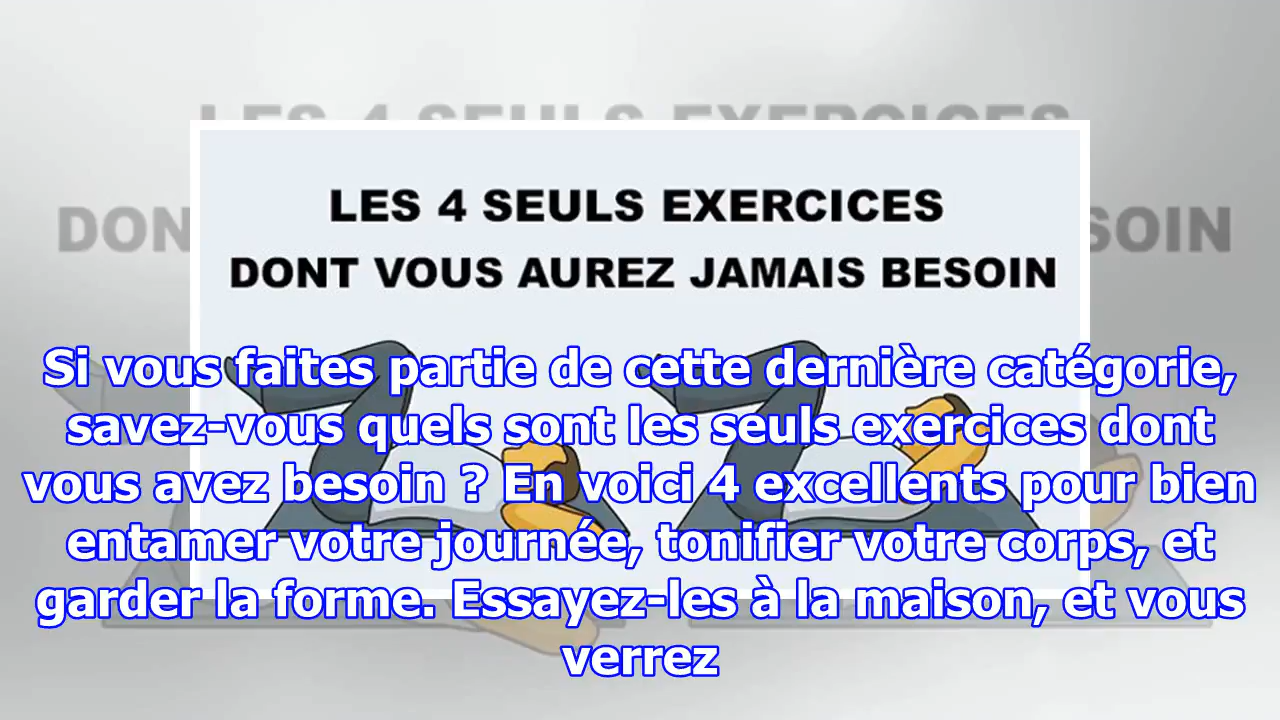 LES 4 SEULS EXERCICES
DONT VOUS AUREZ JAMAIS BESOIN
Si vous faites partie de cette dernière catégorie,
savez-vous quels sont les seuls exercices dont
vous avez besoin ? En voici 4 excellents pour bien
entamer votre journée, tonifier votre corps, et
garder la forme. Essayez-les à la maison, et vous
verrez